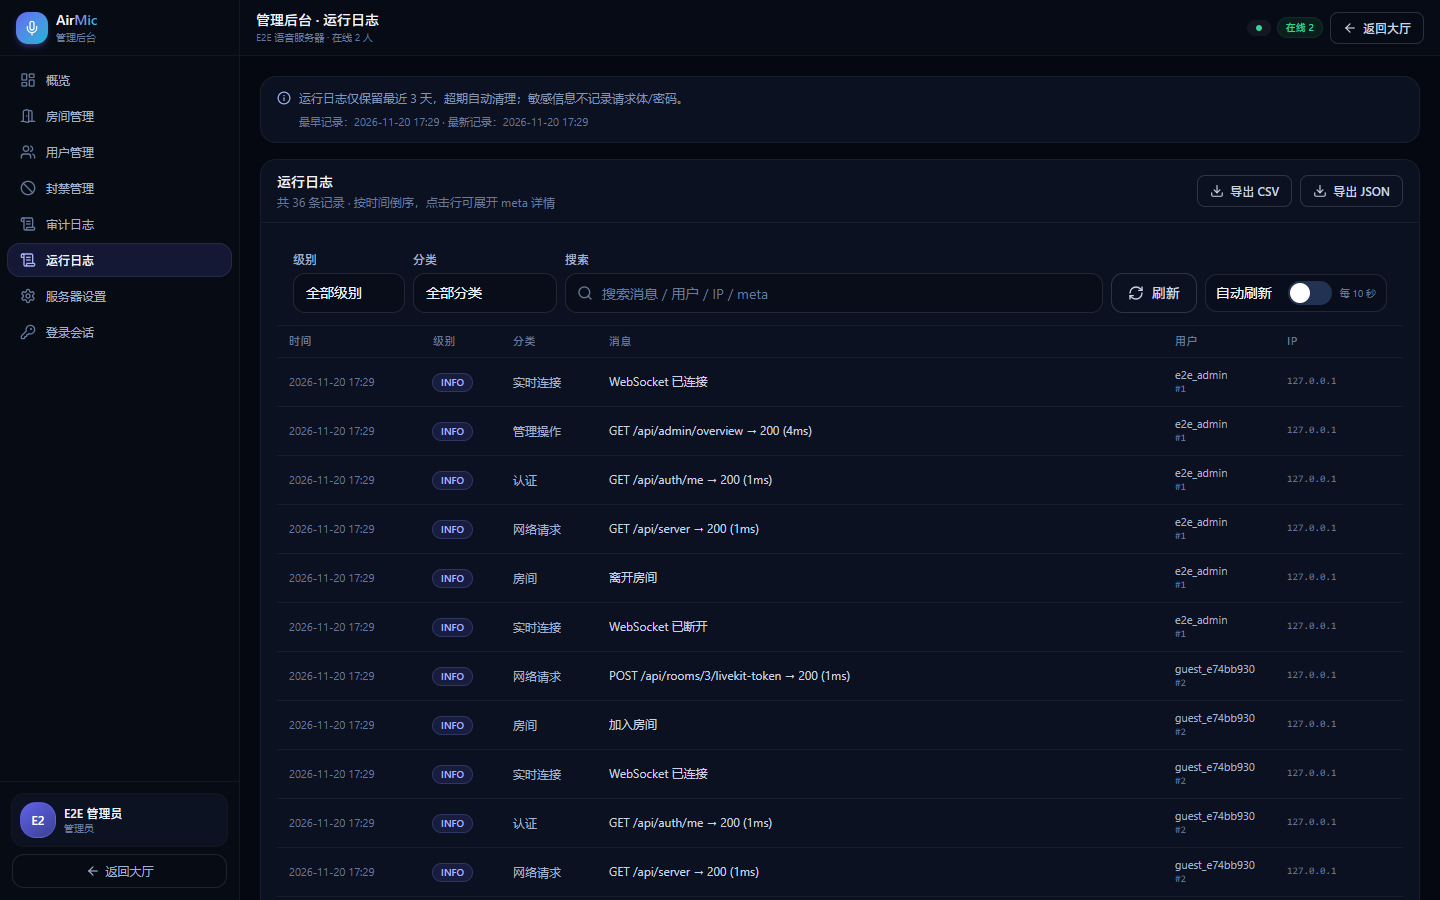 AirMic
管理后台
管理后台 · 运行日志
E2E 语音服务器 · 在线 2 人
在线 2
返回大厅
概览
房间管理
用户管理
封禁管理
审计日志
运行日志
服务器设置
登录会话
运行日志仅保留最近 3 天，超期自动清理；敏感信息不记录请求体/密码。
最早记录：2026-11-20 17:29 · 最新记录：2026-11-20 17:29
运行日志
共 36 条记录 · 按时间倒序，点击行可展开 meta 详情
导出 CSV
导出 JSON
级别 分类 搜索
全部级别 全部分类 搜索消息 / 用户 / IP / meta 刷新 自动刷新 每 10 秒
时间 级别 分类 消息 用户 IP
2026-11-20 17:29 INFO 实时连接 WebSocket 已连接 e2e_admin 127.0.0.1
#1
2026-11-20 17:29 INFO 管理操作 GET /api/admin/overview → 200 (4ms) e2e_admin 127.0.0.1
#1
2026-11-20 17:29 INFO 认证 GET /api/auth/me → 200 (1ms) e2e_admin 127.0.0.1
#1
2026-11-20 17:29 INFO 网络请求 GET /api/server → 200 (1ms) e2e_admin 127.0.0.1
#1
2026-11-20 17:29 INFO 房间 离开房间 e2e_admin 127.0.0.1
#1
2026-11-20 17:29 INFO 实时连接 WebSocket 已断开 e2e_admin 127.0.0.1
#1
2026-11-20 17:29 INFO 网络请求 POST /api/rooms/3/livekit-token → 200 (1ms) guest_e74bb930 127.0.0.1
#2
2026-11-20 17:29 INFO 房间 加入房间 guest_e74bb930 127.0.0.1
#2
2026-11-20 17:29 INFO 实时连接 WebSocket 已连接 guest_e74bb930 127.0.0.1
#2
2026-11-20 17:29 INFO 认证 GET /api/auth/me → 200 (1ms) guest_e74bb930 127.0.0.1
#2
2026-11-20 17:29 INFO 网络请求 GET /api/server → 200 (1ms) guest_e74bb930 127.0.0.1
#2
E2
E2E 管理员
管理员
返回大厅